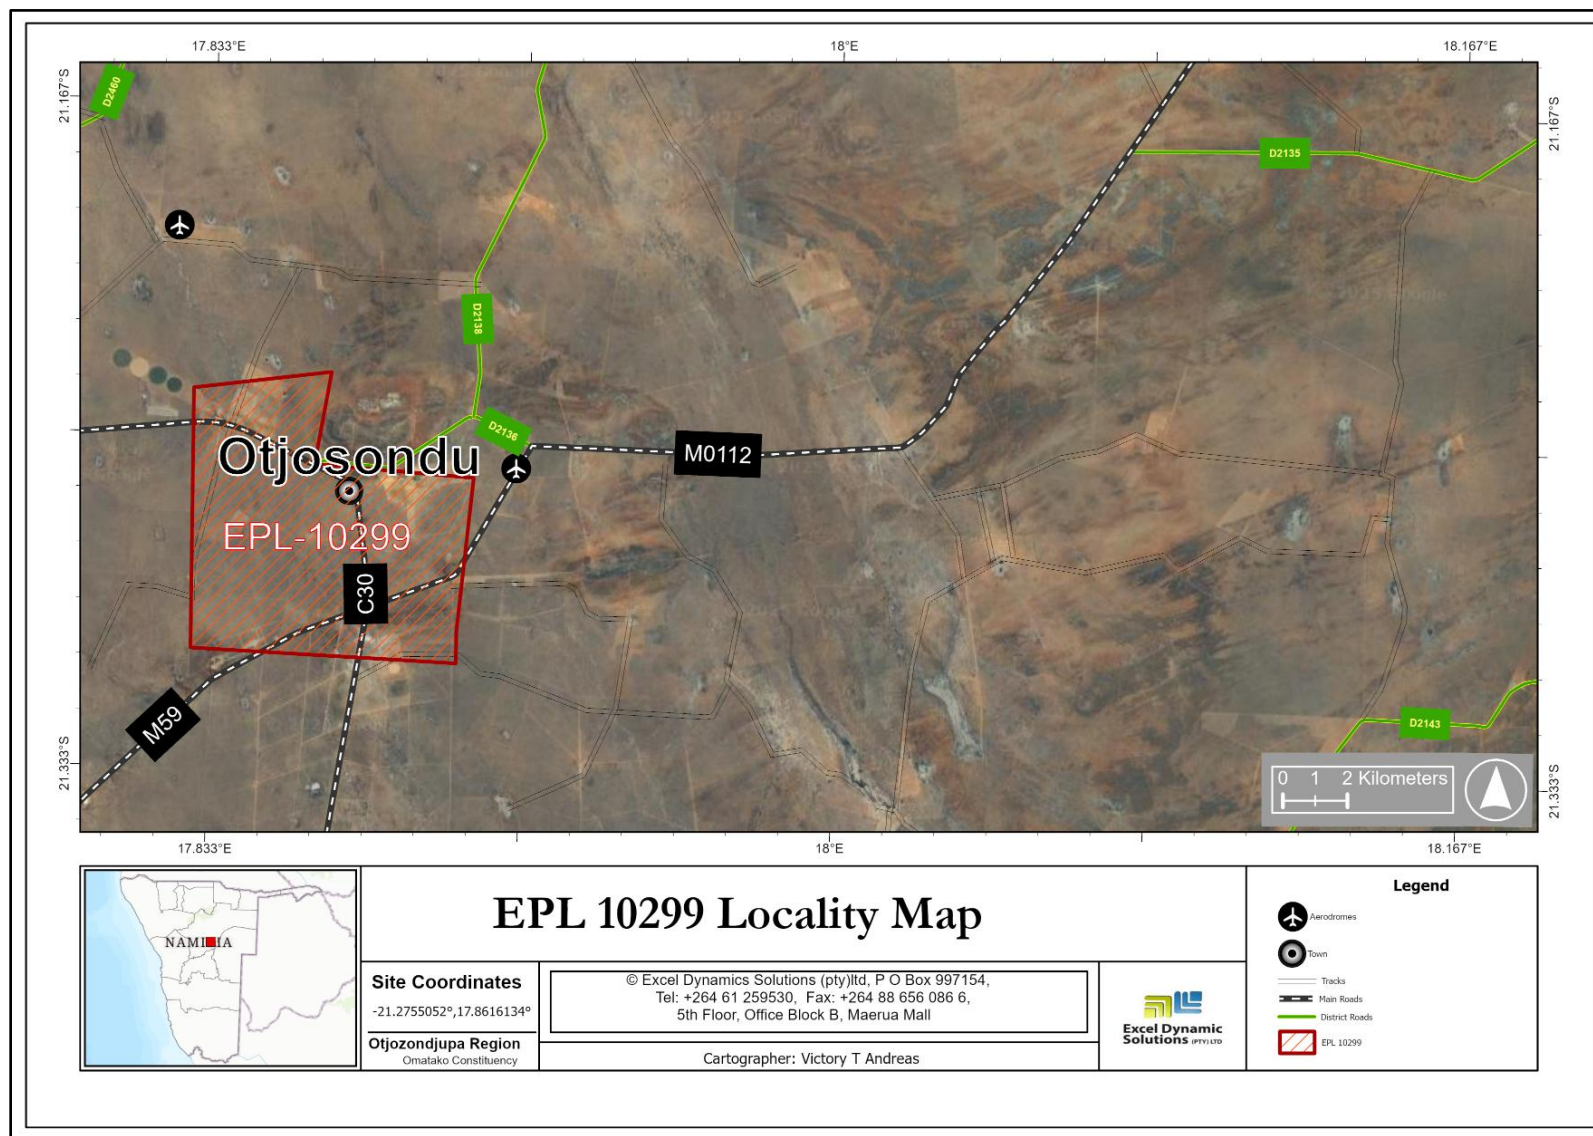 17.833°E
18°E
18.167°E
21.167°S
21.167°S
D2460
D2135
D2138
D2136
M0112
Otjosondu
EPL-10299
C30
M59
D2143
21.333°S
21.333°S
0 1 2 Kilometers
17.833°E
18°E
18.167°E
NAMIBIA
EPL 10299 Locality Map
Site Coordinates
-21.2755052°,17.8616134°
Otjozondjupa Region
Omatako Constituency
© Excel Dynamics Solutions (pty)ltd, P O Box 997154,
Tel: +264 61 259530, Fax: +264 88 656 086 6,
5th Floor, Office Block B, Maerua Mall
Cartographer: Victory T Andreas
Excel Dynamic
Solutions (PTY) LTD
Legend
Aerodromes
Town
Tracks
Main Roads
District Roads
EPL 10299